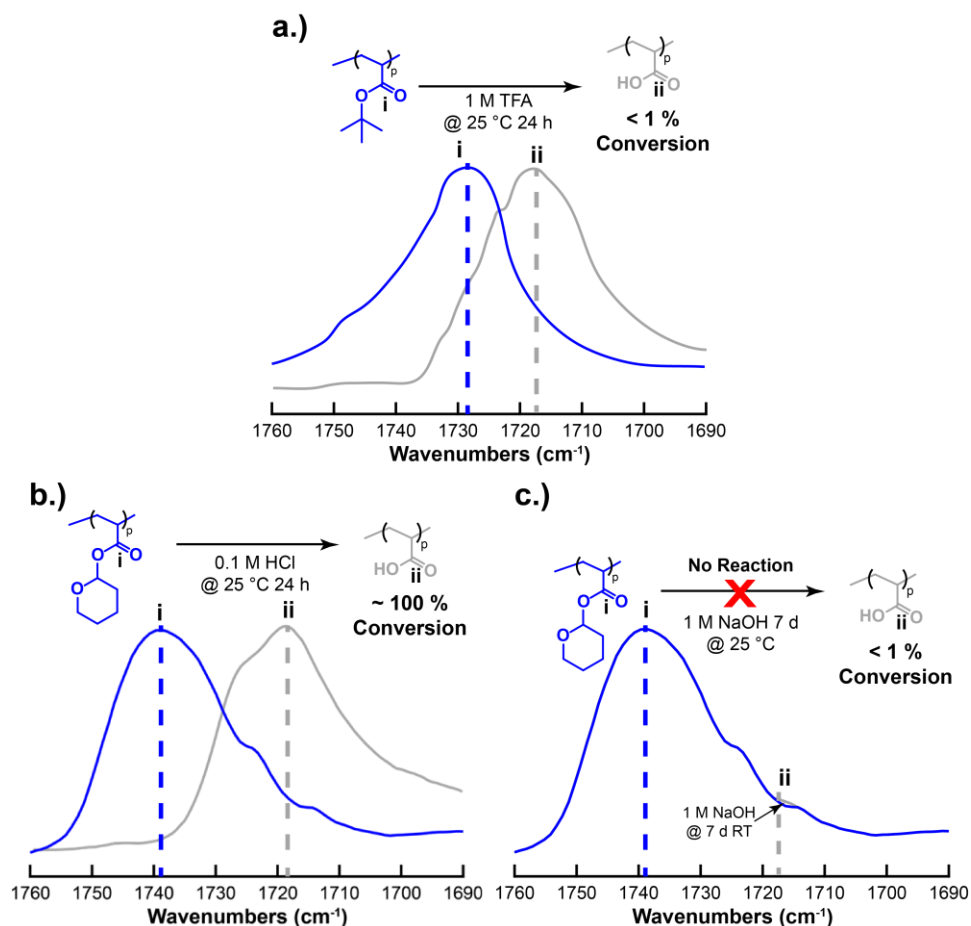 a.)
( )p
O
O
i
1 M TFA
@ 25 °C 24 h
( )p
HO
O
ii
< 1 %
Conversion
i
ii
1760 1750 1740 1730 1720 1710 1700 1690
Wavenumbers (cm⁻¹)
b.)
( )p
O
O
i
O
0.1 M HCl
@ 25 °C 24 h
( )p
HO
O
ii
~ 100 %
Conversion
i
ii
1760 1750 1740 1730 1720 1710 1700 1690
Wavenumbers (cm⁻¹)
c.)
( )p
O
O
i
O
No Reaction
X
1 M NaOH 7 d
@ 25 °C
( )p
HO
O
ii
< 1 %
Conversion
i
ii
1 M NaOH
@ 7 d RT
1760 1750 1740 1730 1720 1710 1700 1690
Wavenumbers (cm⁻¹)